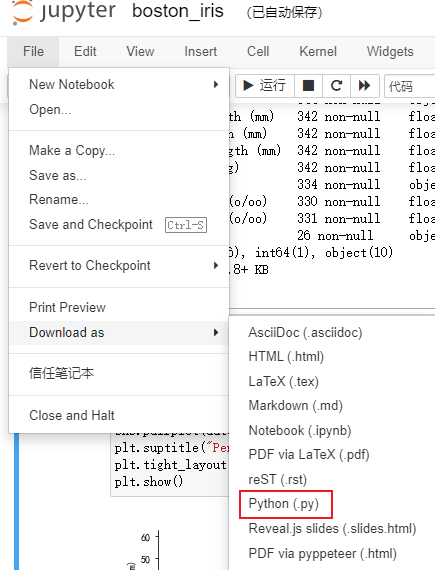 jupyter boston_iris (已自动保存)
File Edit View Insert Cell Kernel Widgets
New Notebook
Open...
Make a Copy...
Save as...
Rename...
Save and Checkpoint Ctrl-S
Revert to Checkpoint
Print Preview
Download as
信任笔记本
Close and Halt
运行 代码
gth (mm) 342 non-null floa
h (mm) 342 non-null floa
ngth (mm) 342 non-null floa
g) 342 non-null floa
334 non-null obje
(o/oo) 330 non-null floa
(o/oo) 331 non-null floa
26 non-null obje
6), int64(1), object(10)
.8+ KB
AsciiDoc (.asciidoc)
HTML (.html)
LaTeX (.tex)
Markdown (.md)
Notebook (.ipynb)
PDF via LaTeX (.pdf)
reST (.rst)
Python (.py)
Reveal.js slides (.slides.html)
PDF via pyppeteer (.html)
plt.suptitle("Pe
plt.tight_layout
plt.show()
60
50